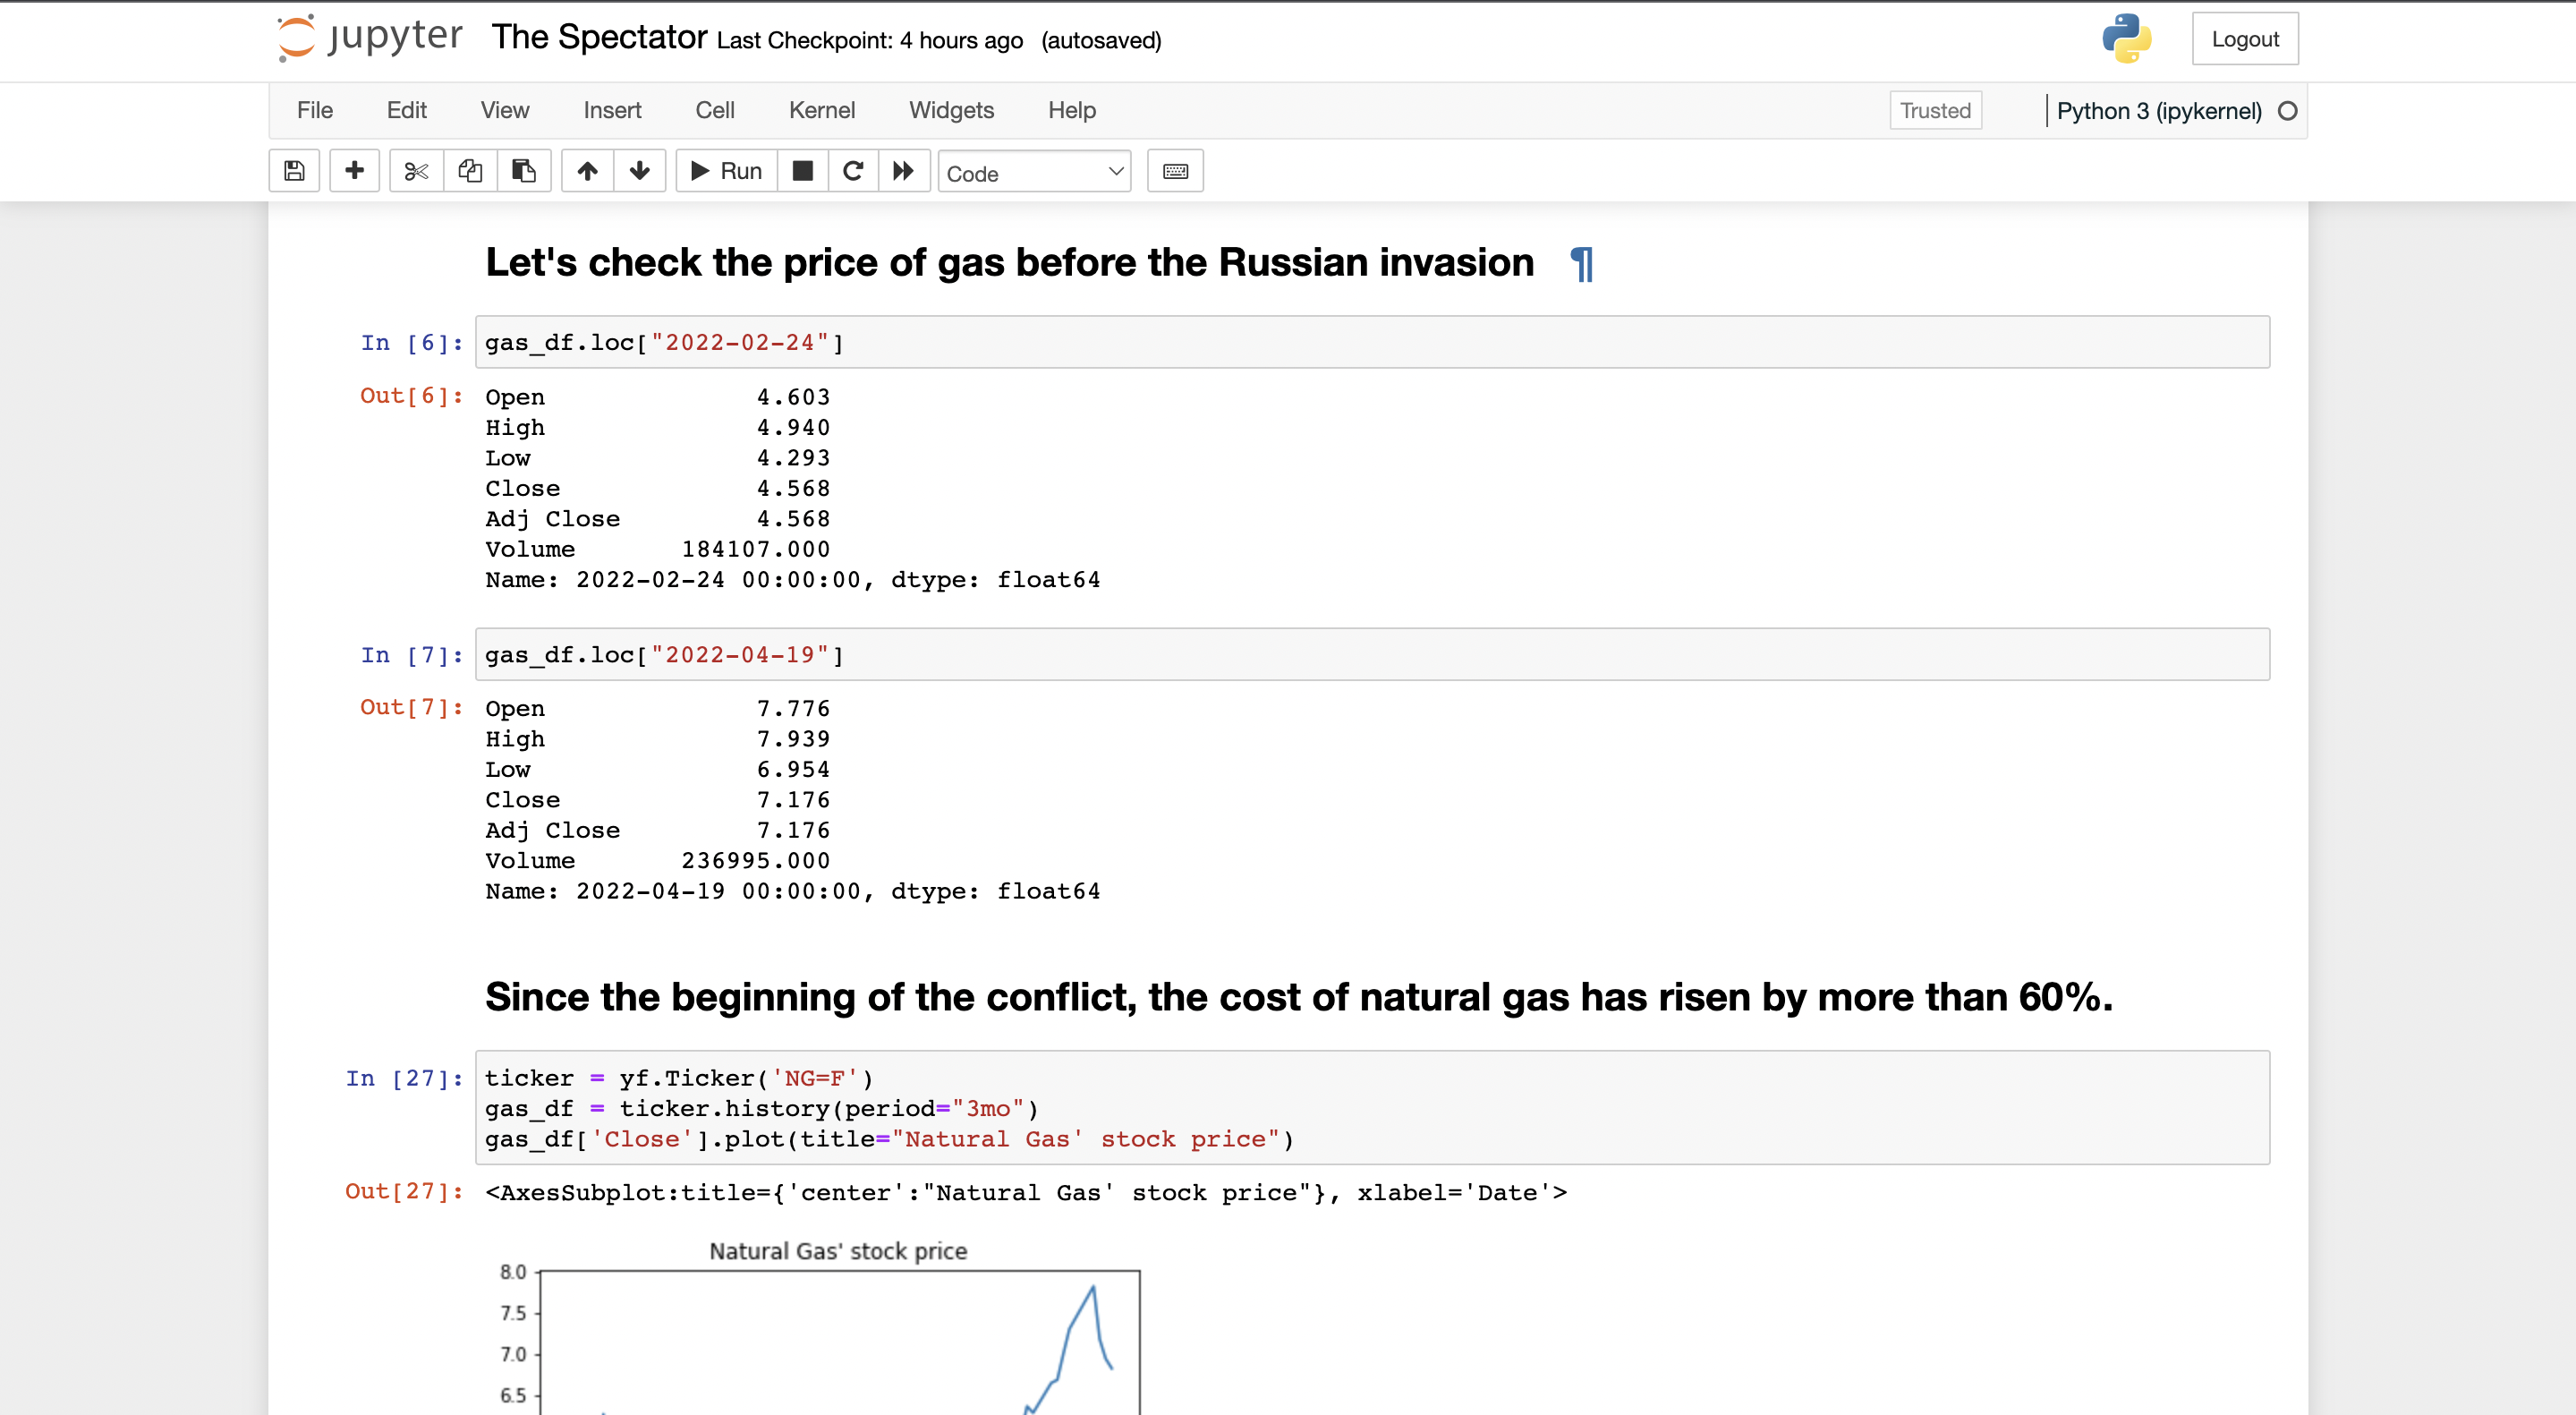 jupyter The Spectator Last Checkpoint: 4 hours ago (autosaved) Logout
File Edit View Insert Cell Kernel Widgets Help Trusted Python 3 (ipykernel)
Run Code
Let's check the price of gas before the Russian invasion ¶
In [6]: gas_df.loc["2022-02-24"]
Out[6]: Open 4.603
High 4.940
Low 4.293
Close 4.568
Adj Close 4.568
Volume 184107.000
Name: 2022-02-24 00:00:00, dtype: float64
In [7]: gas_df.loc["2022-04-19"]
Out[7]: Open 7.776
High 7.939
Low 6.954
Close 7.176
Adj Close 7.176
Volume 236995.000
Name: 2022-04-19 00:00:00, dtype: float64
Since the beginning of the conflict, the cost of natural gas has risen by more than 60%.
In [27]: ticker = yf.Ticker('NG=F')
gas_df = ticker.history(period="3mo")
gas_df['Close'].plot(title="Natural Gas' stock price")
Out[27]: <AxesSubplot:title={'center':"Natural Gas' stock price"}, xlabel='Date'>
Natural Gas' stock price
8.0
7.5
7.0
6.5